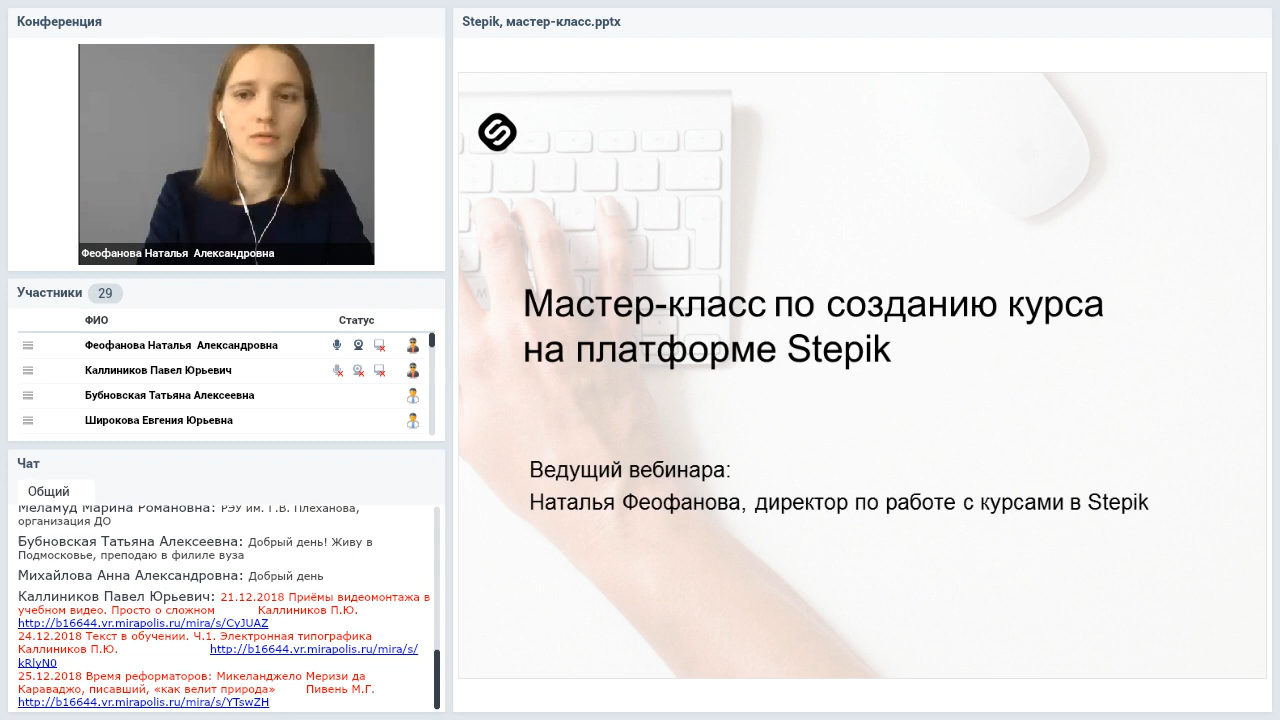 Конференция
Феофанова Наталья  Александровна
Участники 29
ФИО Статус
Феофанова Наталья  Александровна
Каллиников Павел Юрьевич
Бубновская Татьяна Алексеевна
Широкова Евгения Юрьевна
Чат
Общий
Меламуд Марина Романовна: РЭУ им. Г.В. Плеханова,
организация ДО
Бубновская Татьяна Алексеевна: Добрый день! Живу в
Подмосковье, преподаю в филиле вуза
Михайлова Анна Александровна: Добрый день
Каллиников Павел Юрьевич: 21.12.2018 Приёмы видеомонтажа в
учебном видео. Просто о сложном Каллиников П.Ю.
http://b16644.vr.mirapolis.ru/mira/s/CyJUAZ
24.12.2018 Текст в обучении. Ч.1. Электронная типографика
Каллиников П.Ю. http://b16644.vr.mirapolis.ru/mira/s/
kRlyN0
25.12.2018 Время реформаторов: Микеланджело Меризи да
Караваджо, писавший, «как велит природа» Пивень М.Г.
http://b16644.vr.mirapolis.ru/mira/s/YTswZH
Stepik, мастер-класс.pptx
Мастер-класс по созданию курса
на платформе Stepik
Ведущий вебинара:
Наталья Феофанова, директор по работе с курсами в Stepik